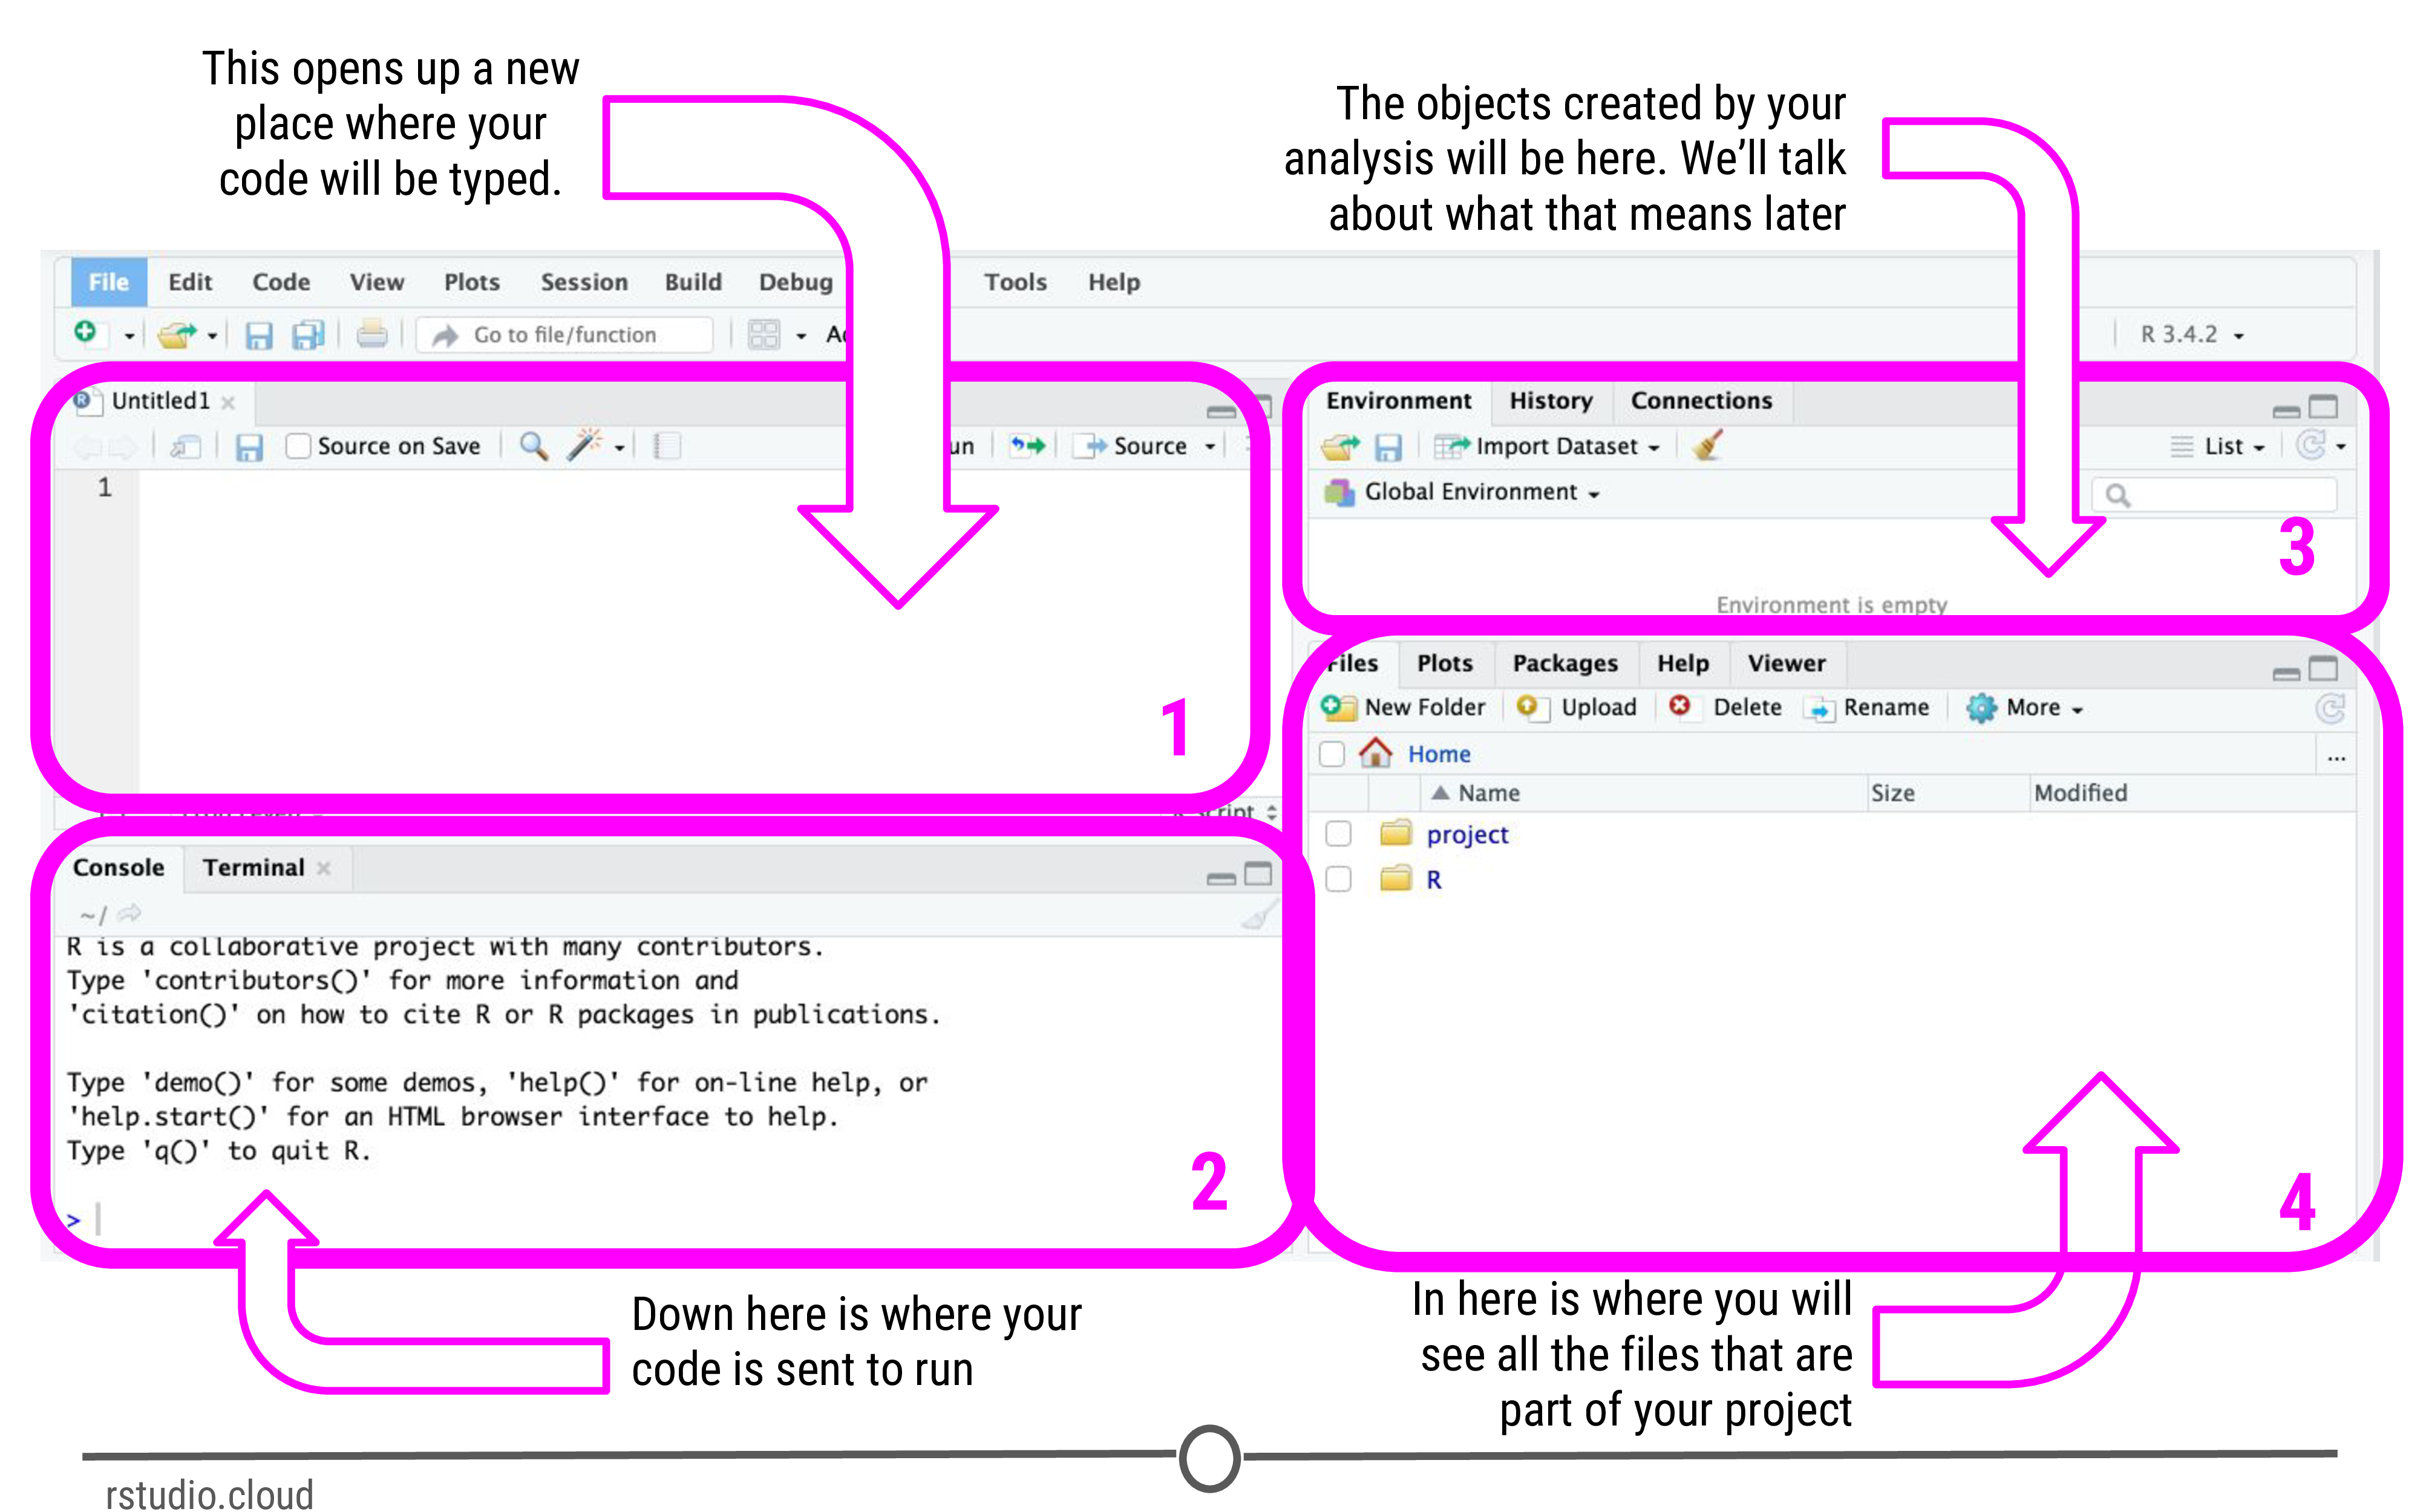 This opens up a new
place where your
code will be typed.
The objects created by your
analysis will be here. We'll talk
about what that means later
File Edit Code View Plots Session Build Debug Tools Help
Go to file/function
R 3.4.2
Untitled1
Source on Save
Source
1
1
Environment History Connections
Import Dataset
List
Global Environment
3
Environment is empty
Files Plots Packages Help Viewer
New Folder Upload Delete Rename More
Home
...
Name Size Modified
project
R
4
Console Terminal
~/
R is a collaborative project with many contributors.
Type 'contributors()' for more information and
'citation()' on how to cite R or R packages in publications.
Type 'demo()' for some demos, 'help()' for on-line help, or
'help.start()' for an HTML browser interface to help.
Type 'q()' to quit R.
>
2
Down here is where your
code is sent to run
In here is where you will
see all the files that are
part of your project
rstudio.cloud